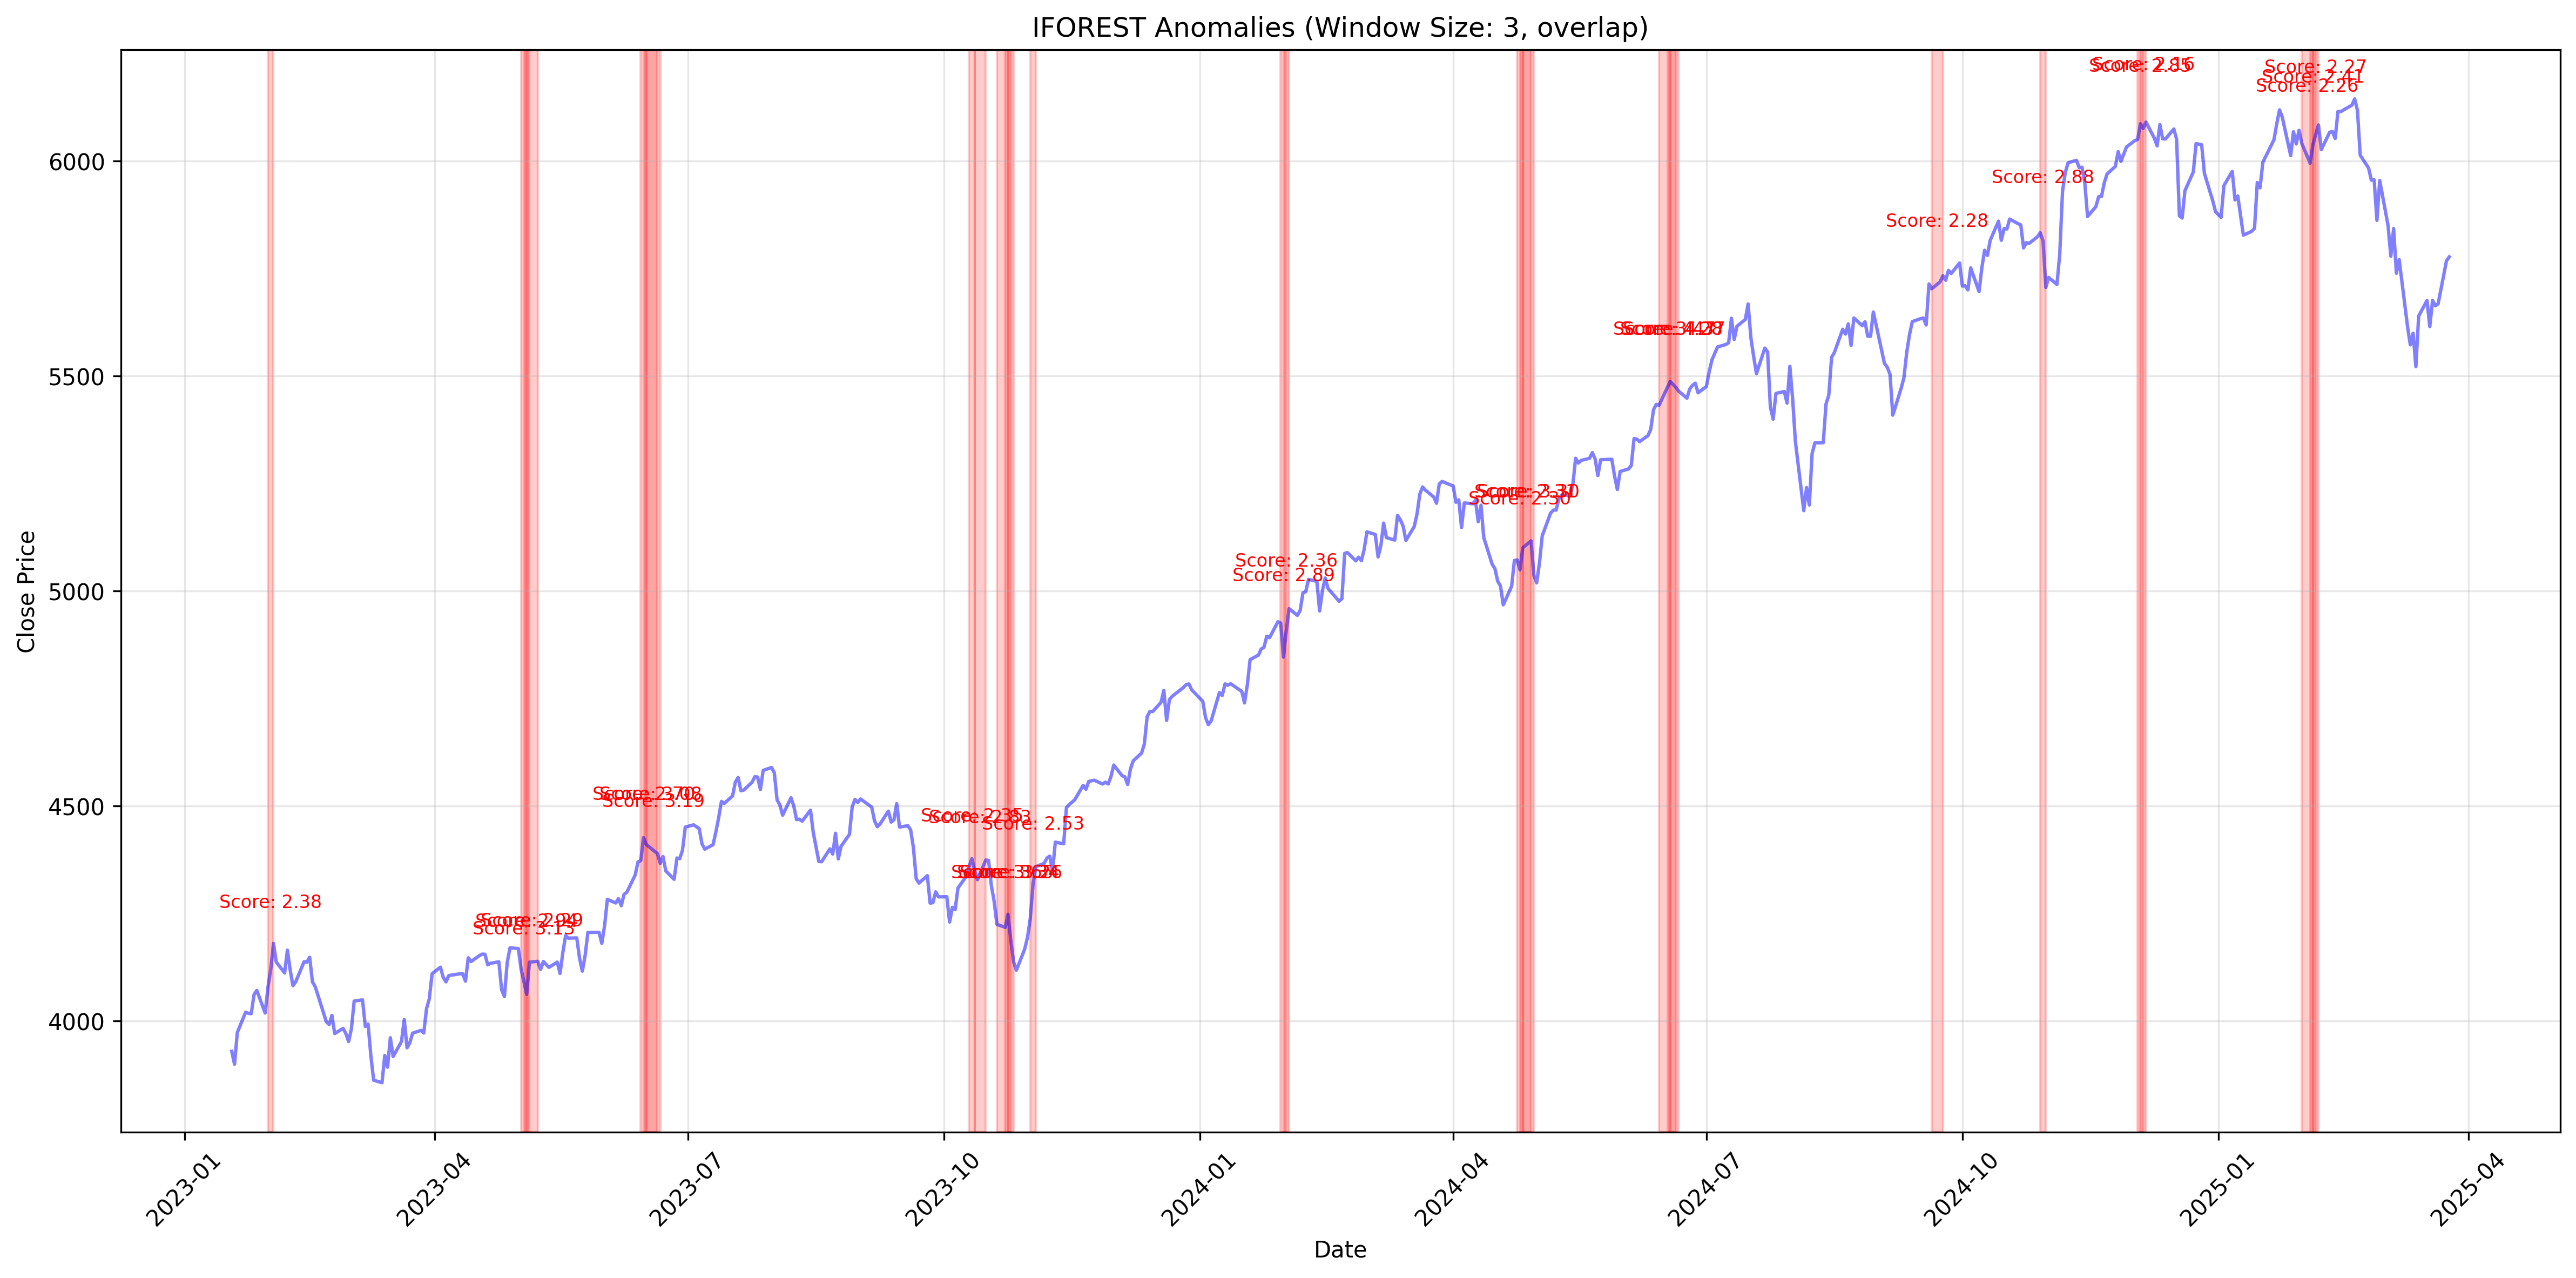 IFOREST Anomalies (Window Size: 3, overlap)
Score: 2.27
Score: 2.41
Score: 2.26
Score: 2.88
Score: 2.28
Score: 2.36
Score: 2.89
Score: 3.19
Score: 2.53
Score: 2.38
Score: 3.13
6000
5500
5000
4500
4000
Close Price
2023-01
2023-04
2023-07
2023-10
2024-01
2024-04
2024-07
2024-10
2025-01
2025-04
Date